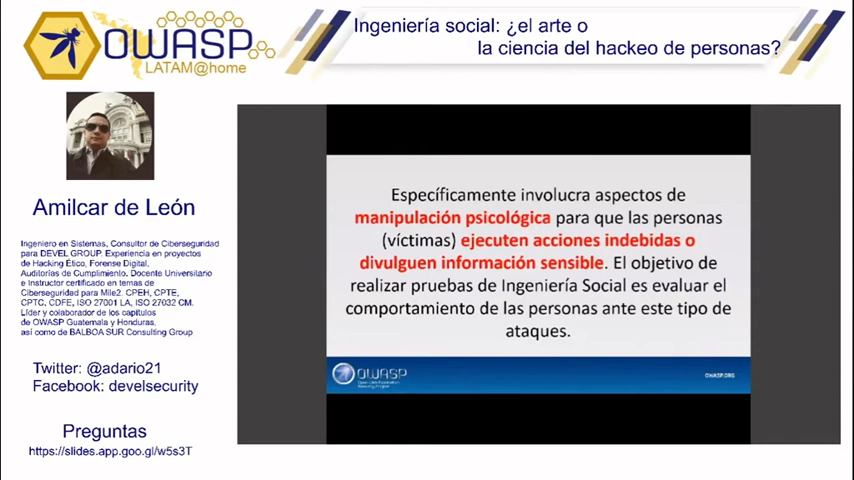 OWASP
LATAM@home
Ingeniería social: ¿el arte o
la ciencia del hackeo de personas?
Amilcar de León
Ingeniero en Sistemas, Consultor de Ciberseguridad
para DEVEL GROUP. Experiencia en proyectos
de Hacking Ético, Forense Digital,
Auditorías de Cumplimiento. Docente Universitario
e Instructor certificado en temas de
Ciberseguridad para Mile2. CPEH, CPTE,
CPTC, CDFE, ISO 27001 LA, ISO 27032 CM.
Líder y colaborador de los capítulos
de OWASP Guatemala y Honduras,
así como de BALBOA SUR Consulting Group
Twitter: @adario21
Facebook: develsecurity
Preguntas
https://slides.app.goo.gl/w5s3T
Específicamente involucra aspectos de
manipulación psicológica para que las personas
(víctimas) ejecuten acciones indebidas o
divulguen información sensible. El objetivo de
realizar pruebas de Ingeniería Social es evaluar el
comportamiento de las personas ante este tipo de
ataques.
OWASP
OWASP.ORG